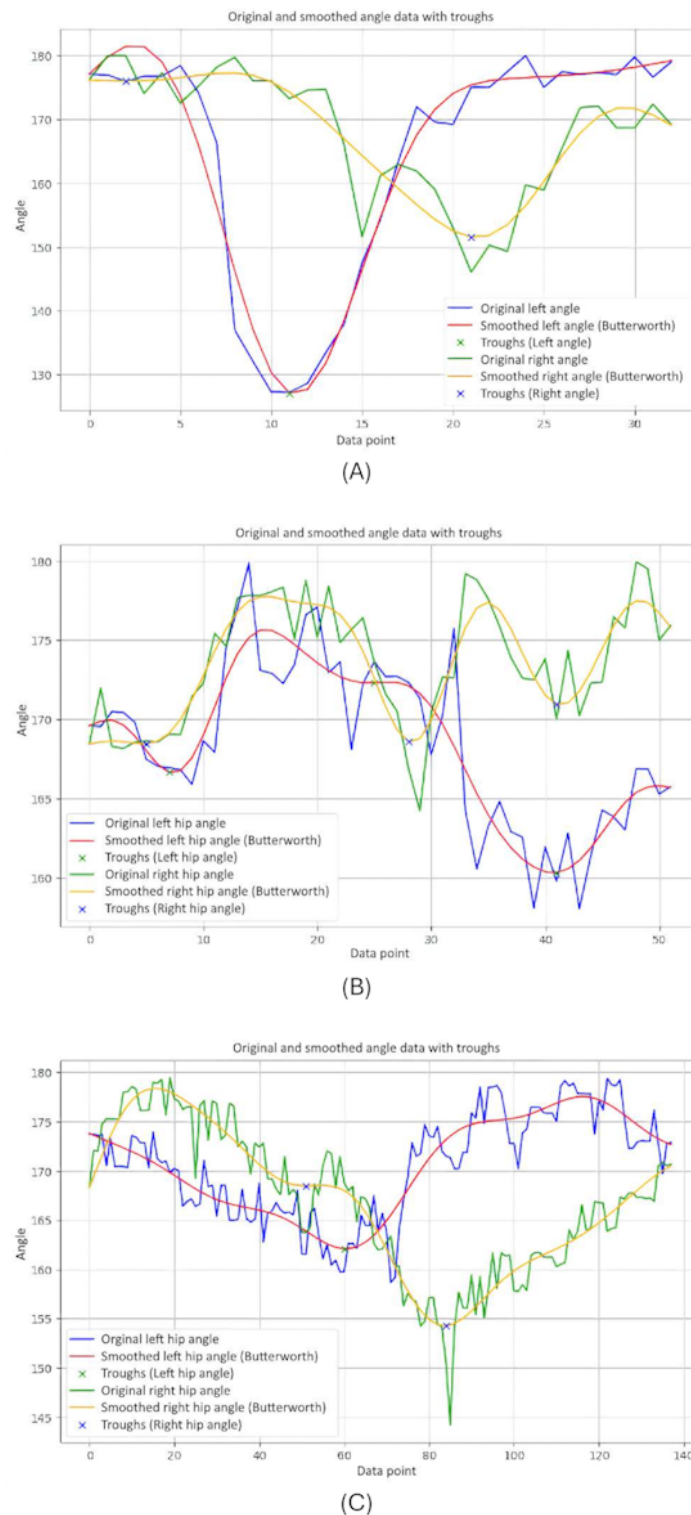 Original and smoothed angle data with troughs
180
170
160
150
140
130
Angle
Original left angle
Smoothed left angle (Butterworth)
Troughs (Left angle)
Original right angle
Smoothed right angle (Butterworth)
Troughs (Right angle)
0 5 10 15 20 25 30
Data point
(A)
Original and smoothed angle data with troughs
180
175
170
165
160
Angle
Original left hip angle
Smoothed left hip angle (Butterworth)
Troughs (Left hip angle)
Original right hip angle
Smoothed right hip angle (Butterworth)
Troughs (Right hip angle)
0 10 20 30 40 50
Data point
(B)
Original and smoothed angle data with troughs
180
175
170
165
160
155
150
145
Angle
Orginal left hip angle
Smoothed left hip angle (Butterworth)
Troughs (Left hip angle)
Original right hip angle
Smoothed right hip angle (Butterworth)
Troughs (Right hip angle)
0 20 40 60 80 100 120 140
Data point
(C)